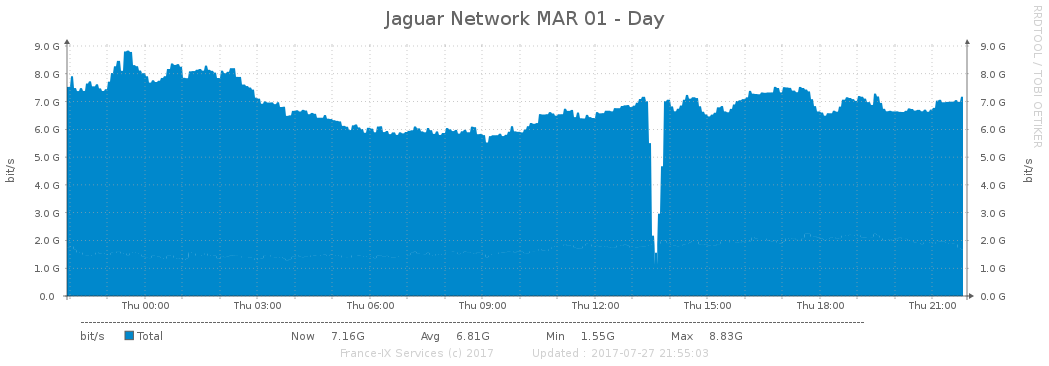 Jaguar Network MAR 01 - Day
RRDTOOL / TOBI OETIKER
bit/s
9.0 G
8.0 G
7.0 G
6.0 G
5.0 G
4.0 G
3.0 G
2.0 G
1.0 G
0.0
9.0 G
8.0 G
7.0 G
6.0 G
5.0 G
4.0 G
3.0 G
2.0 G
1.0 G
0.0 G
bit/s
Thu 00:00 Thu 03:00 Thu 06:00 Thu 09:00 Thu 12:00 Thu 15:00 Thu 18:00 Thu 21:00
bit/s Total Now 7.16G Avg 6.81G Min 1.55G Max 8.83G
France-IX Services (c) 2017 Updated : 2017-07-27 21:55:03